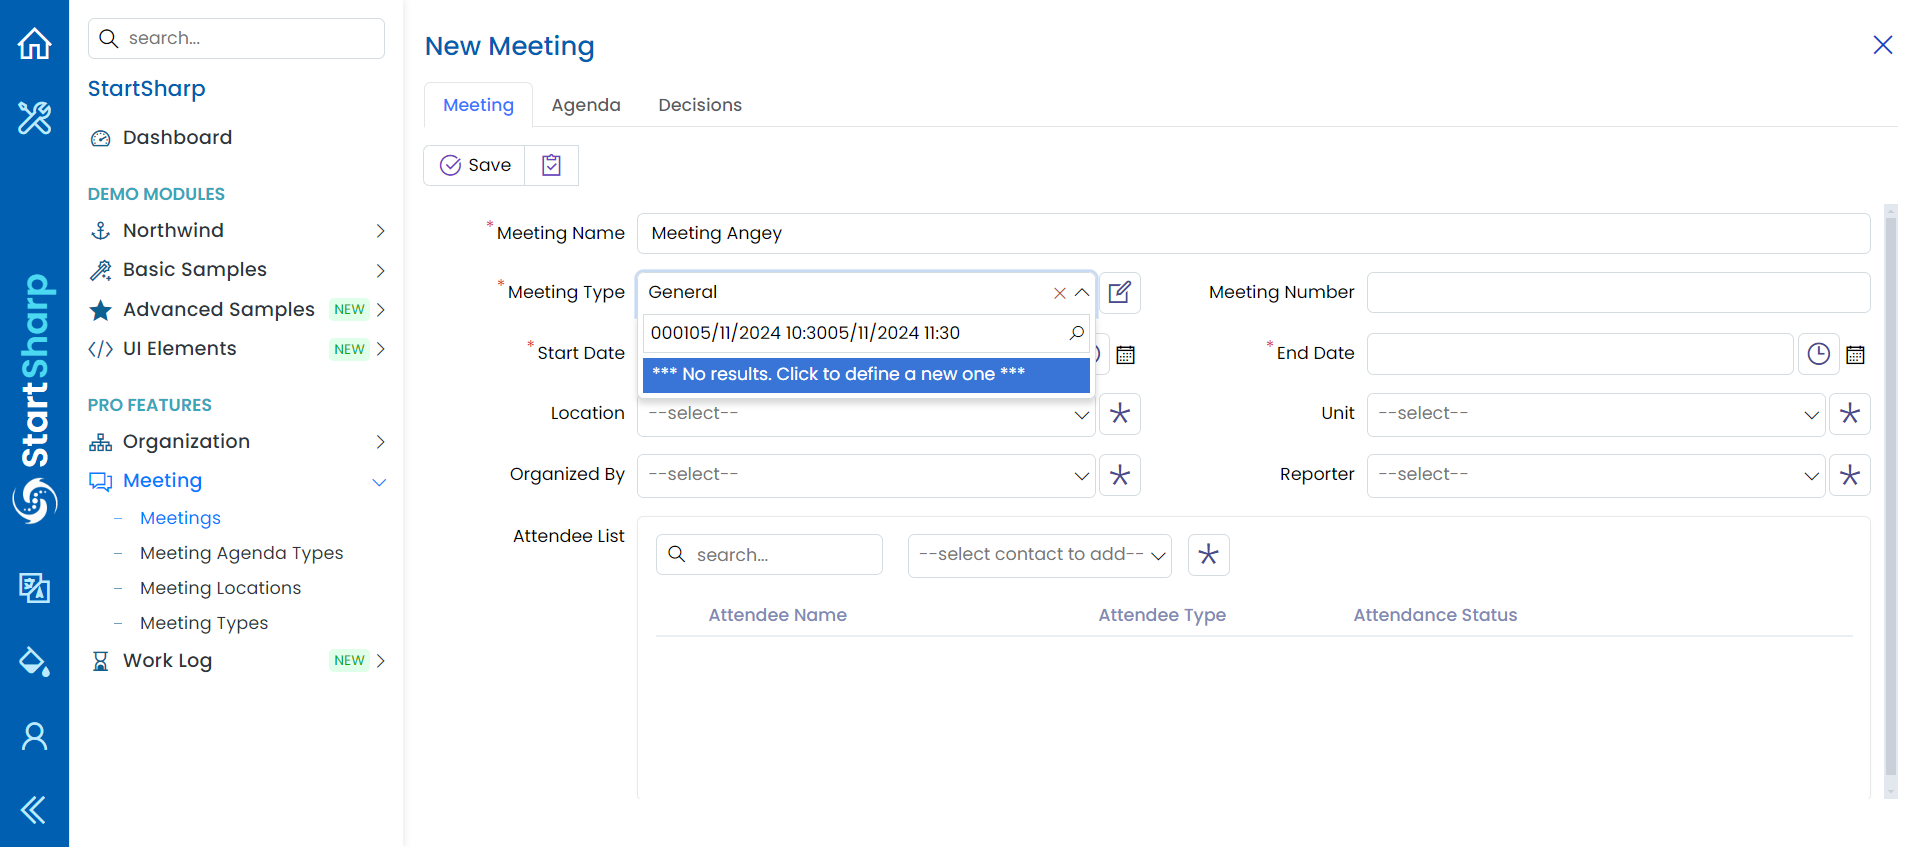 StartSharp
search...
StartSharp
Dashboard
DEMO MODULES
Northwind
Basic Samples
Advanced Samples NEW
UI Elements NEW
PRO FEATURES
Organization
Meeting
Meetings
Meeting Agenda Types
Meeting Locations
Meeting Types
Work Log NEW
New Meeting
Meeting Agenda Decisions
Save
*Meeting Name Meeting Angey
*Meeting Type General
000105/11/2024 10:3005/11/2024 11:30
*** No results. Click to define a new one ***
Meeting Number
*Start Date
*End Date
Location --select--
Unit --select--
Organized By --select--
Reporter --select--
Attendee List
search... --select contact to add--
Attendee Name Attendee Type Attendance Status